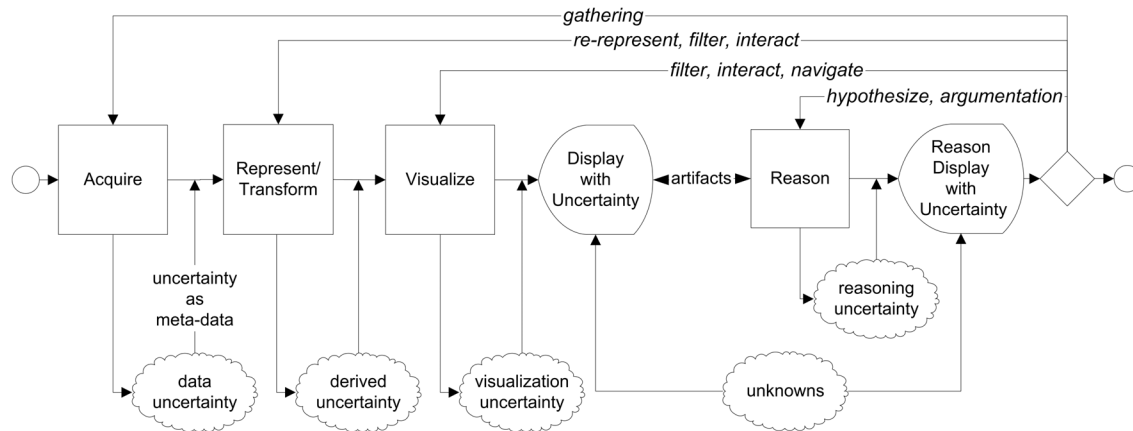 gathering
re-represent, filter, interact
filter, interact, navigate
hypothesize, argumentation
Acquire
Represent/
Transform
Visualize
Display
with
Uncertainty
artifacts
Reason
Reason
Display
with
Uncertainty
uncertainty
as
meta-data
reasoning
uncertainty
data
uncertainty
derived
uncertainty
visualization
uncertainty
unknowns